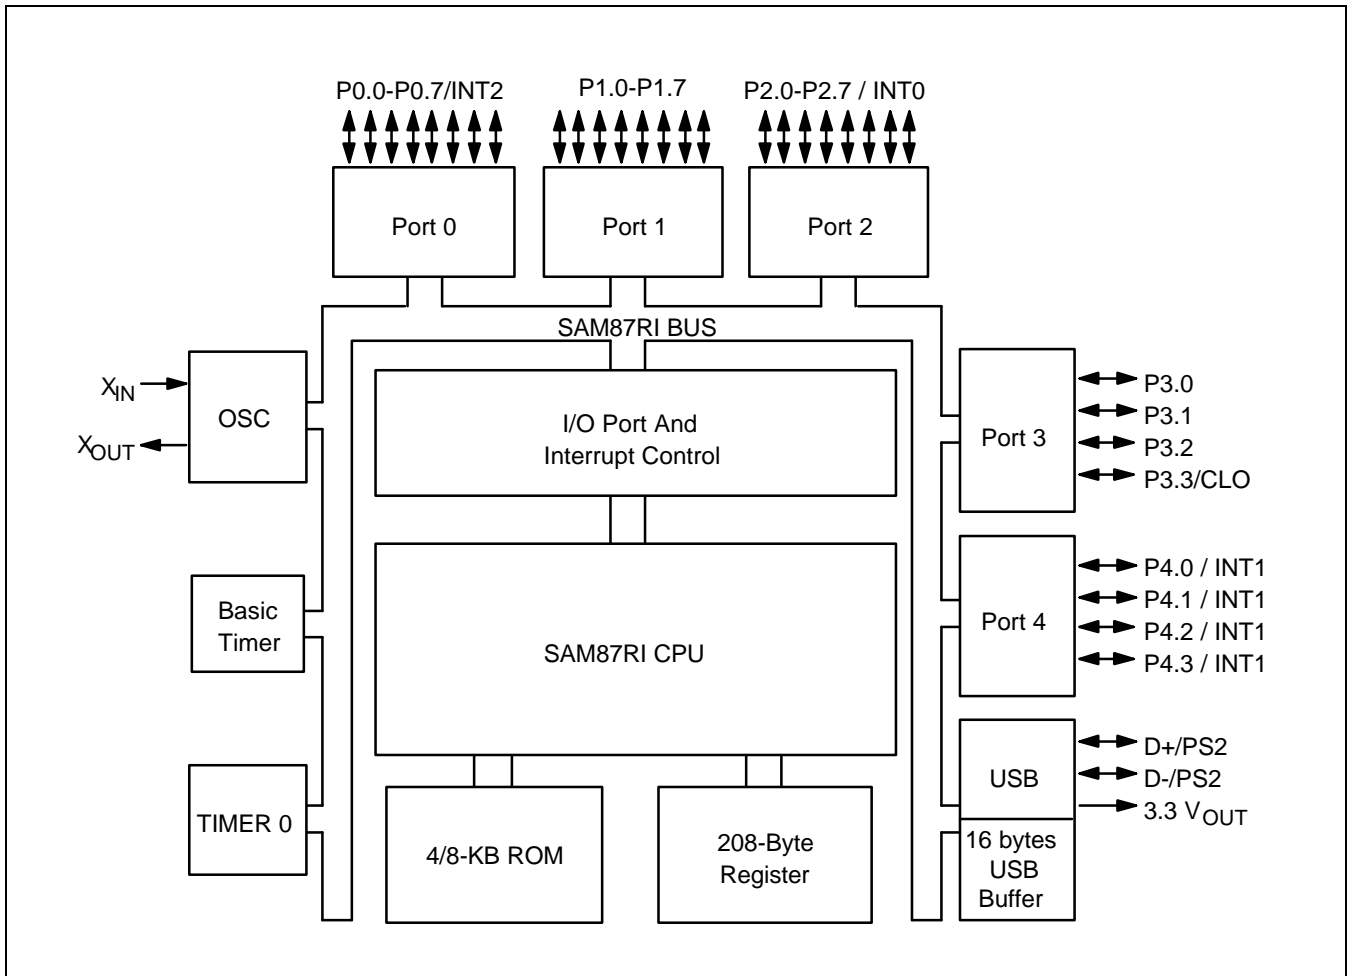 P0.0-P0.7/INT2
P1.0-P1.7
P2.0-P2.7 / INT0
Port 0
Port 1
Port 2
SAM87RI BUS
XIN
XOUT
OSC
I/O Port And
Interrupt Control
Port 3
P3.0
P3.1
P3.2
P3.3/CLO
Basic
Timer
SAM87RI CPU
Port 4
P4.0 / INT1
P4.1 / INT1
P4.2 / INT1
P4.3 / INT1
TIMER 0
4/8-KB ROM
208-Byte
Register
USB
D+/PS2
D-/PS2
3.3 VOUT
16 bytes
USB
Buffer